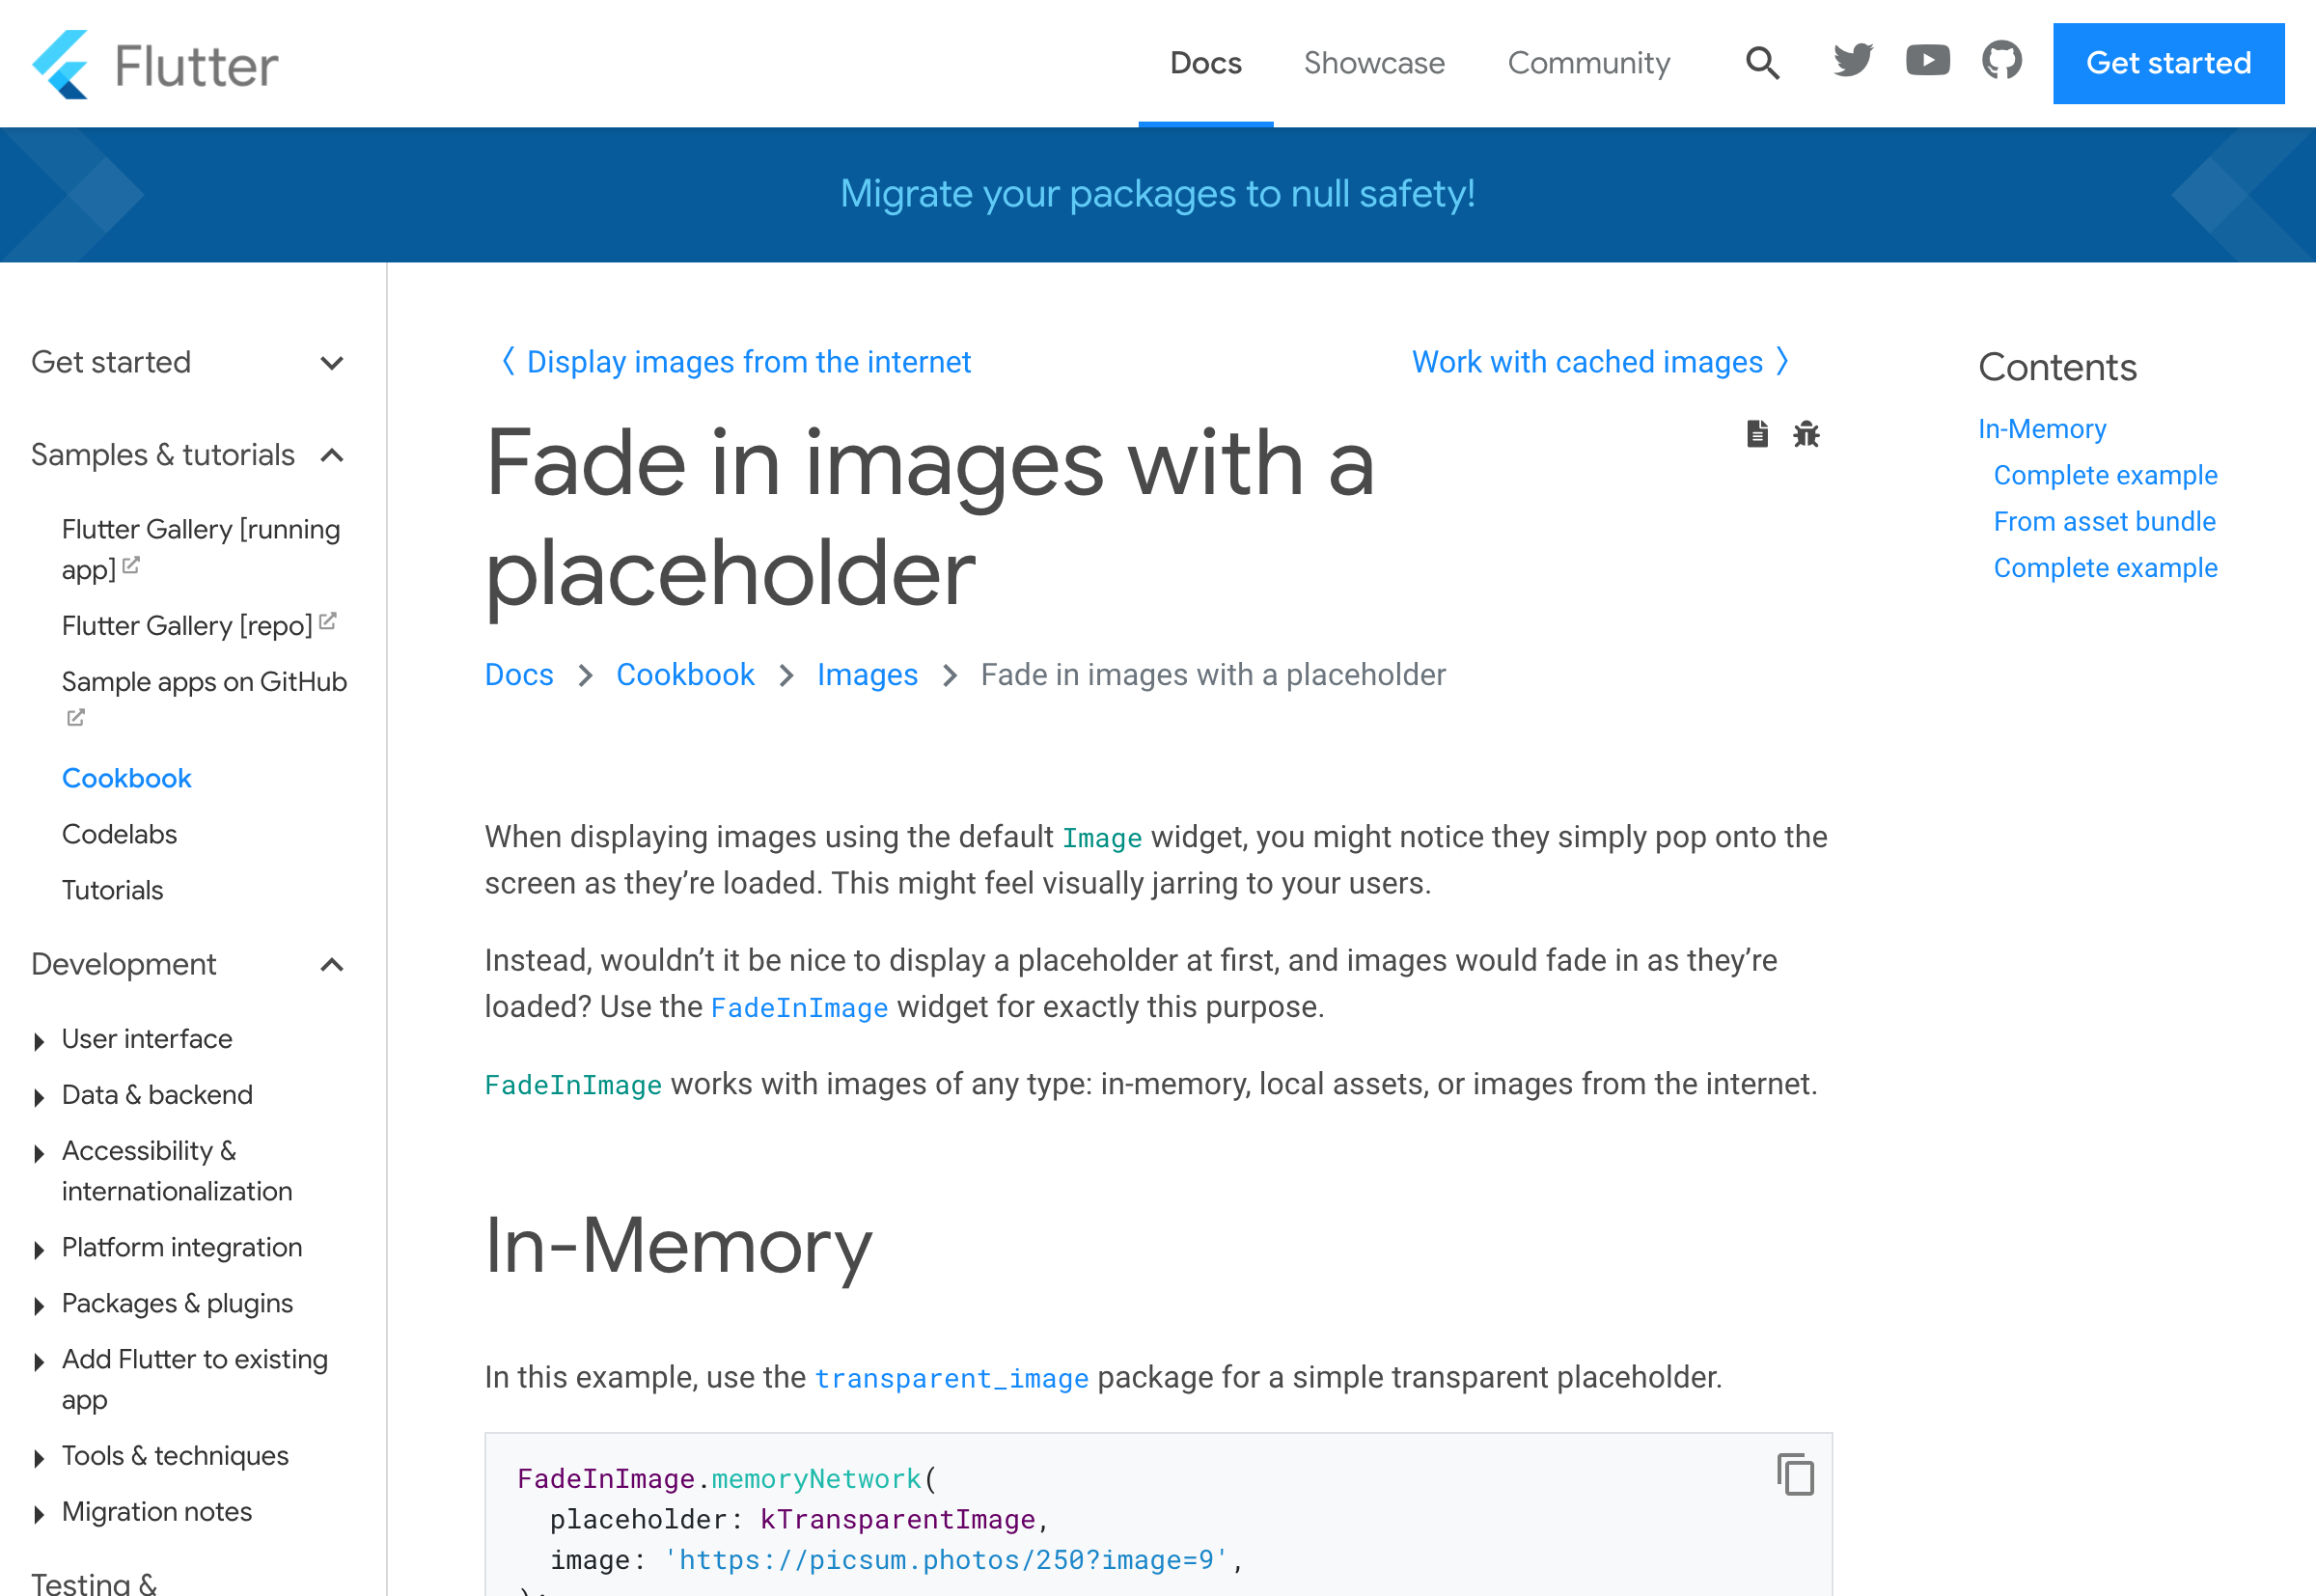 Flutter
Docs
Showcase
Community
Get started
Migrate your packages to null safety!
Get started
Samples & tutorials
Flutter Gallery [running
app]
Flutter Gallery [repo]
Sample apps on GitHub
Cookbook
Codelabs
Tutorials
Development
User interface
Data & backend
Accessibility &
internationalization
Platform integration
Packages & plugins
Add Flutter to existing
app
Tools & techniques
Migration notes
Testing &
〈 Display images from the internet
Work with cached images 〉
Fade in images with a
placeholder
Docs > Cookbook > Images > Fade in images with a placeholder
When displaying images using the default Image widget, you might notice they simply pop onto the
screen as they’re loaded. This might feel visually jarring to your users.
Instead, wouldn’t it be nice to display a placeholder at first, and images would fade in as they’re
loaded? Use the FadeInImage widget for exactly this purpose.
FadeInImage works with images of any type: in-memory, local assets, or images from the internet.
In-Memory
In this example, use the transparent_image package for a simple transparent placeholder.
FadeInImage.memoryNetwork(
  placeholder: kTransparentImage,
  image: 'https://picsum.photos/250?image=9',
);
Contents
In-Memory
Complete example
From asset bundle
Complete example